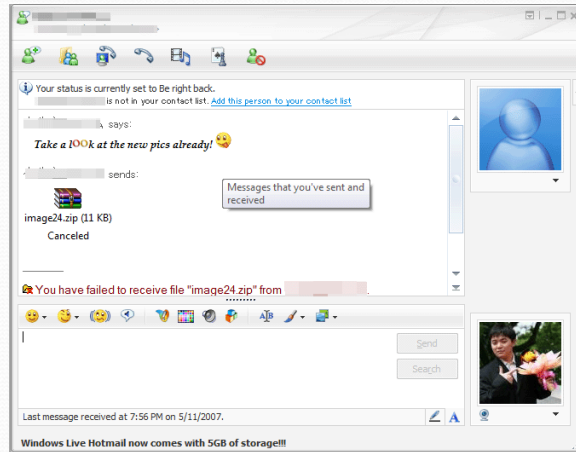 Your status is currently set to Be right back.
is not in your contact list. Add this person to your contact list
says:
Take a lOOk at the new pics already!
sends:
Messages that you've sent and
received
image24.zip (11 KB)
Canceled
You have failed to receive file "image24.zip" from
Send
Search
Last message received at 7:56 PM on 5/11/2007.
Windows Live Hotmail now comes with 5GB of storage!!!